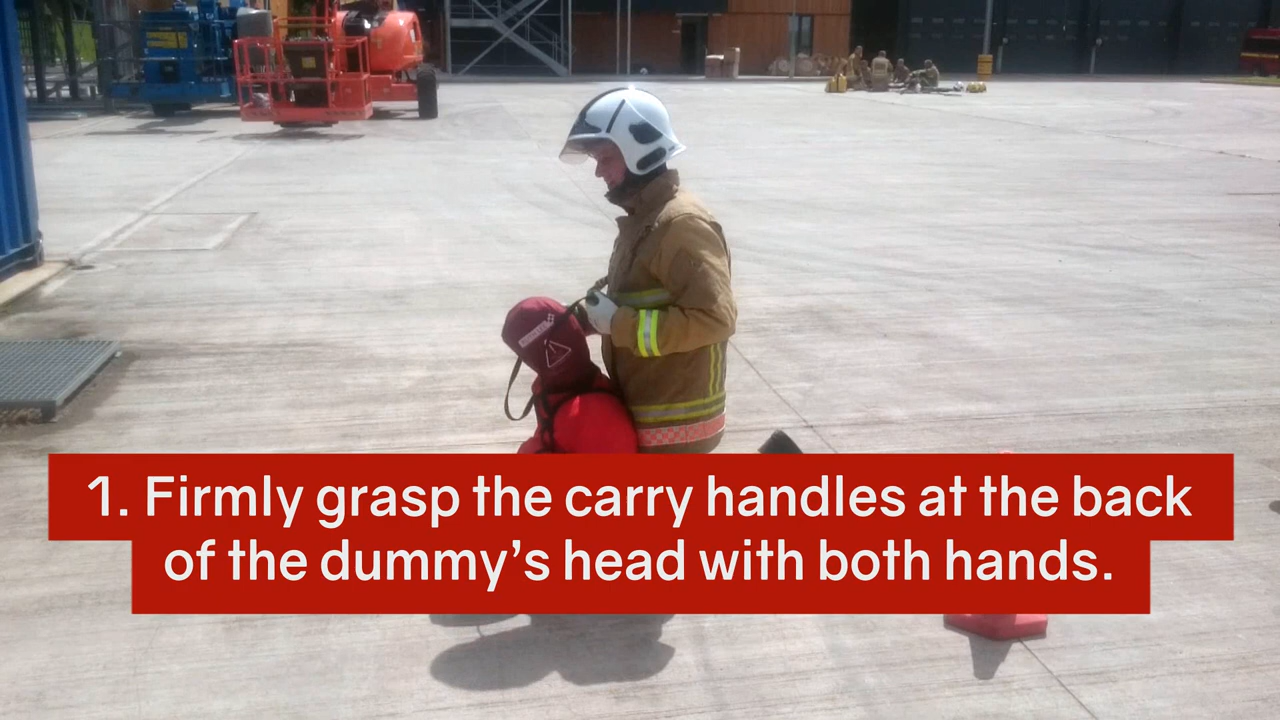 1. Firmly grasp the carry handles at the back
of the dummy’s head with both hands.